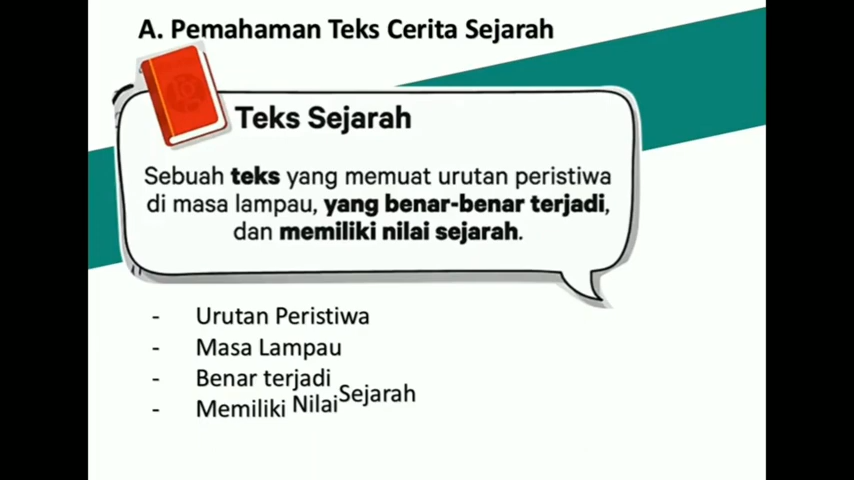 A. Pemahaman Teks Cerita Sejarah
Teks Sejarah
Sebuah teks yang memuat urutan peristiwa
di masa lampau, yang benar-benar terjadi,
dan memiliki nilai sejarah.
- Urutan Peristiwa
- Masa Lampau
- Benar terjadi
- Memiliki Nilai Sejarah